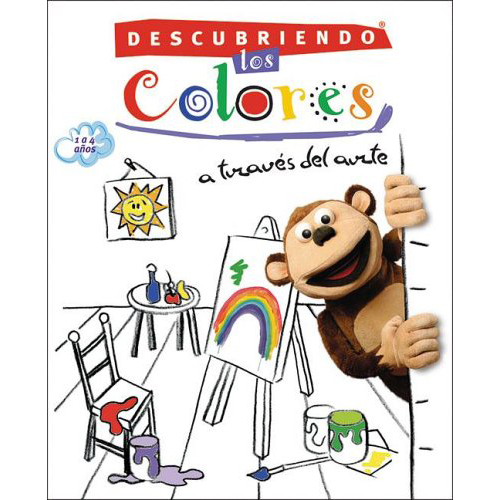 DESCUBRIENDO®
los
Colores
a través del arte
1 a 4
años